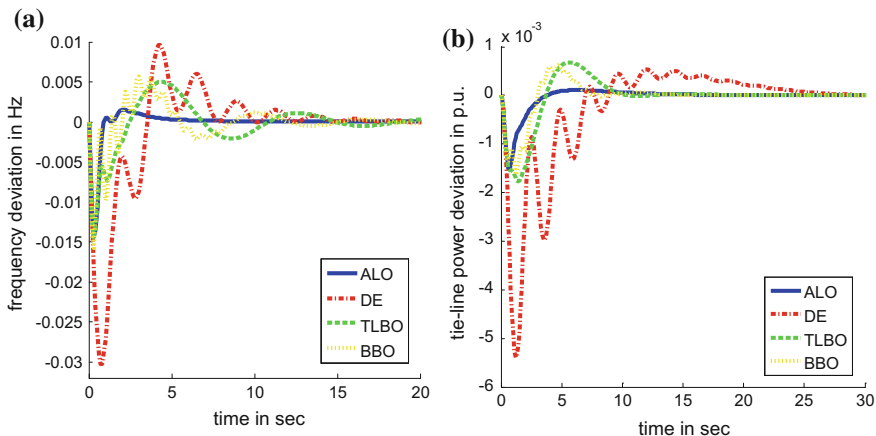 (a)
0.01
0.005
0
-0.005
-0.01
-0.015
-0.02
-0.025
-0.03
frequency deviation in Hz
0
5
10
15
20
time in sec
ALO
DE
TLBO
BBO
(b)
x 10-3
1
0
-1
-2
-3
-4
-5
-6
tie-line power deviation in p.u.
0
5
10
15
20
25
30
time in sec
ALO
DE
TLBO
BBO